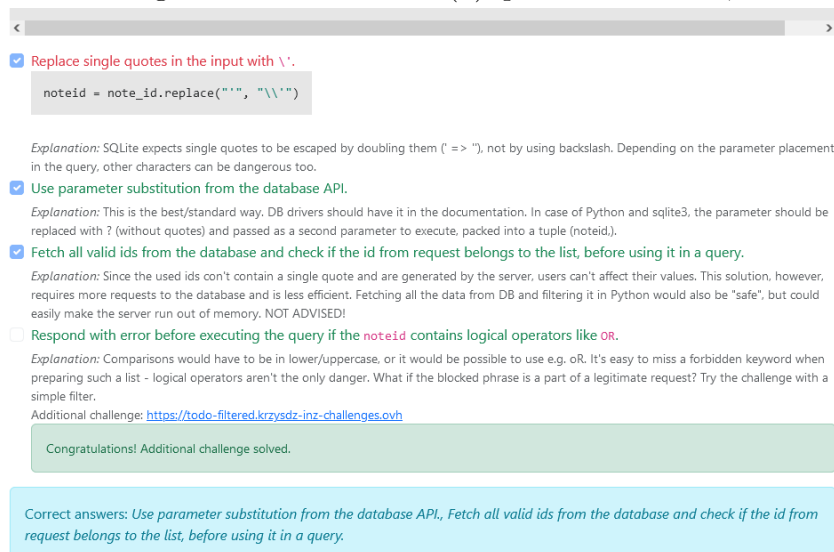 Replace single quotes in the input with \'.
noteid = note_id.replace("'", "\\'")
Explanation: SQLite expects single quotes to be escaped by doubling them (' => ''), not by using backslash. Depending on the parameter placement
in the query, other characters can be dangerous too.
Use parameter substitution from the database API.
Explanation: This is the best/standard way. DB drivers should have it in the documentation. In case of Python and sqlite3, the parameter should be
replaced with ? (without quotes) and passed as a second parameter to execute, packed into a tuple (noteid,).
Fetch all valid ids from the database and check if the id from request belongs to the list, before using it in a query.
Explanation: Since the used ids con't contain a single quote and are generated by the server, users can't affect their values. This solution, however,
requires more requests to the database and is less efficient. Fetching all the data from DB and filtering it in Python would also be "safe", but could
easily make the server run out of memory. NOT ADVISED!
Respond with error before executing the query if the noteid contains logical operators like OR.
Explanation: Comparisons would have to be in lower/uppercase, or it would be possible to use e.g. oR. It's easy to miss a forbidden keyword when
preparing such a list - logical operators aren't the only danger. What if the blocked phrase is a part of a legitimate request? Try the challenge with a
simple filter.
Additional challenge: https://todo-filtered.krzysdz-inz-challenges.ovh
Congratulations! Additional challenge solved.
Correct answers: Use parameter substitution from the database API., Fetch all valid ids from the database and check if the id from
request belongs to the list, before using it in a query.